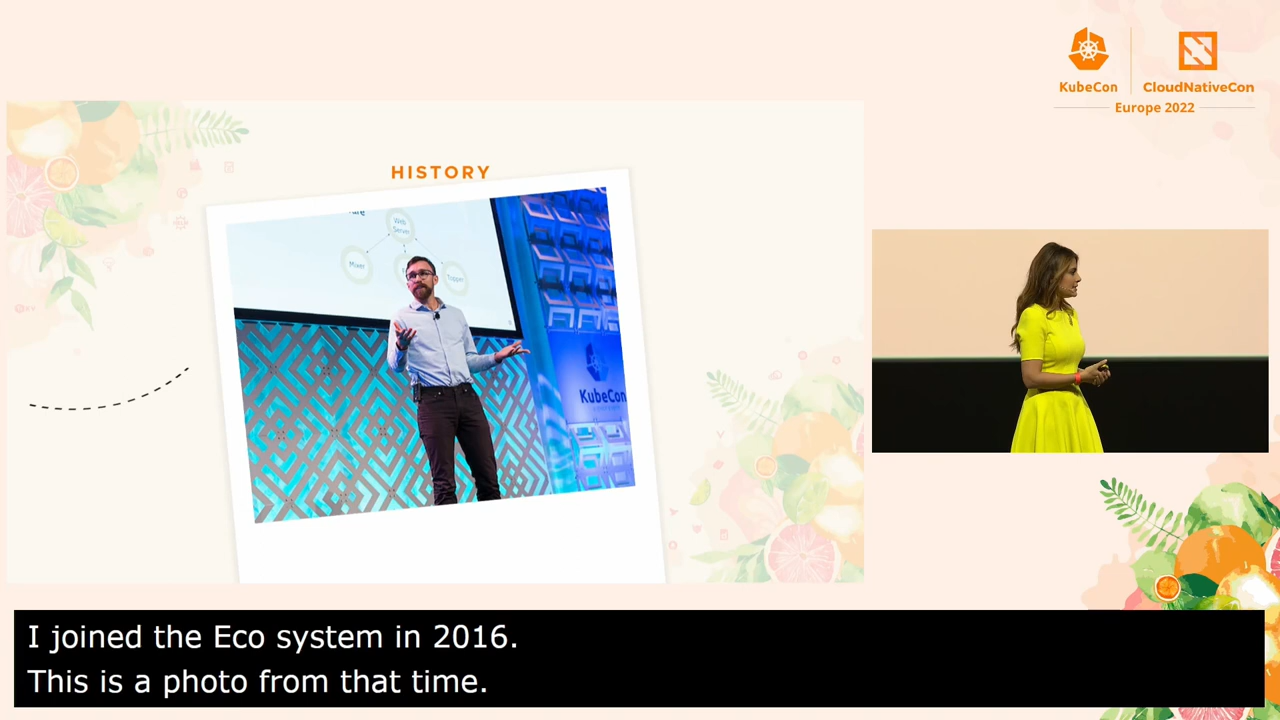 KubeCon
CloudNativeCon
Europe 2022
HISTORY
Web
Server
Mixer
Tapper
KubeCon
I joined the Eco system in 2016.
This is a photo from that time.